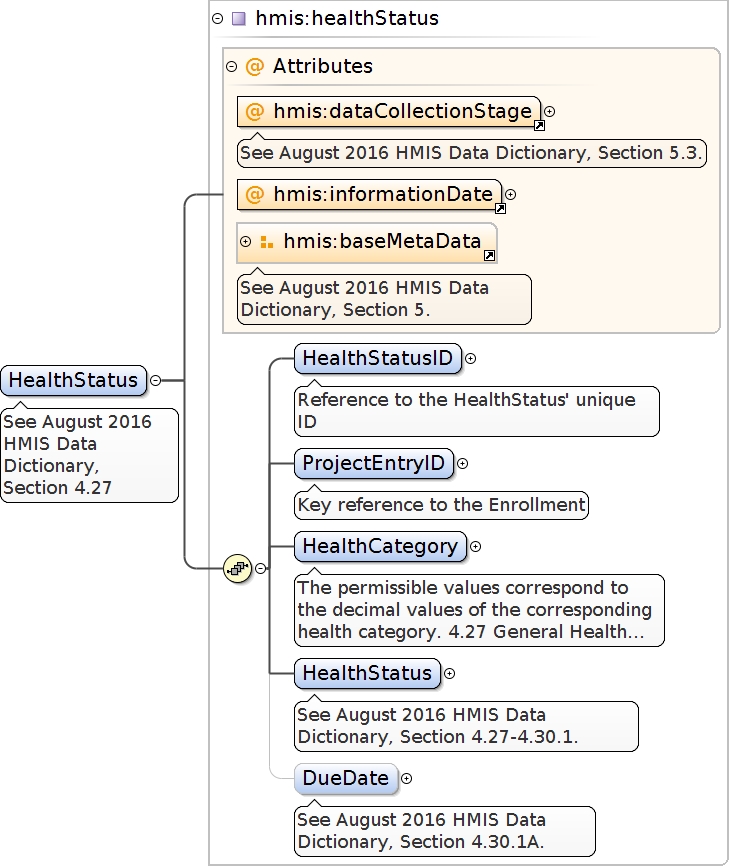 hmis:healthStatus
@ Attributes
@ hmis:dataCollectionStage
See August 2016 HMIS Data Dictionary, Section 5.3.
@ hmis:informationDate
hmis:baseMetaData
See August 2016 HMIS Data
Dictionary, Section 5.
HealthStatus
See August 2016
HMIS Data
Dictionary,
Section 4.27
HealthStatusID
Reference to the HealthStatus' unique
ID
ProjectEntryID
Key reference to the Enrollment
HealthCategory
The permissible values correspond to
the decimal values of the corresponding
health category. 4.27 General Health...
HealthStatus
See August 2016 HMIS Data
Dictionary, Section 4.27-4.30.1.
DueDate
See August 2016 HMIS Data
Dictionary, Section 4.30.1A.